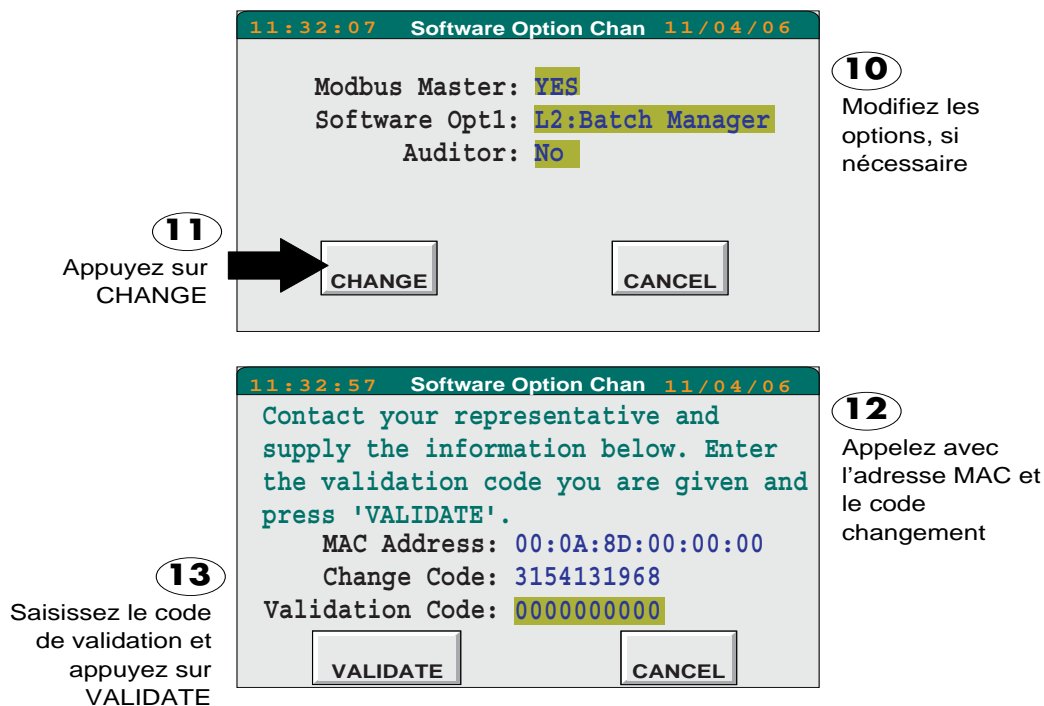 11:32:07 Software Option Chan 11/04/06
Modbus Master: YES
Software Opt1: L2:Batch Manager
Auditor: No
CHANGE
CANCEL
10
Modifiez les
options, si
nécessaire
11
Appuyez sur
CHANGE
11:32:57 Software Option Chan 11/04/06
Contact your representative and
supply the information below. Enter
the validation code you are given and
press 'VALIDATE'.
MAC Address: 00:0A:8D:00:00:00
Change Code: 3154131968
Validation Code: 0000000000
VALIDATE
CANCEL
12
Appelez avec
l'adresse MAC et
le code
changement
13
Saisissez le code
de validation et
appuyez sur
VALIDATE